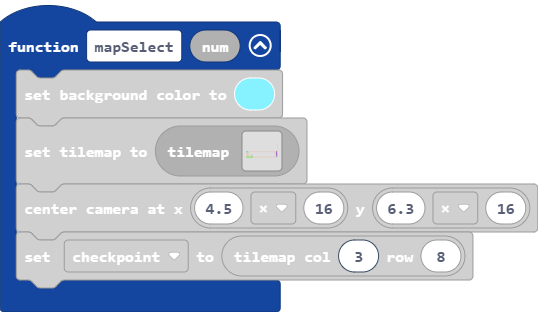 function mapSelect num
set background color to
set tilemap to tilemap
center camera at x 4.5 × 16 y 6.3 × 16
set checkpoint to tilemap col 3 row 8